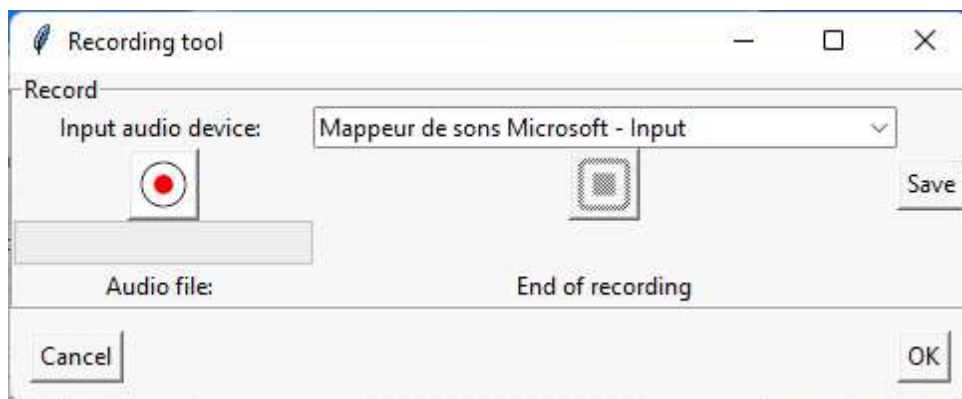 Recording tool
Record
Input audio device: Mappeur de sons Microsoft - Input
Save
Audio file: End of recording
Cancel OK